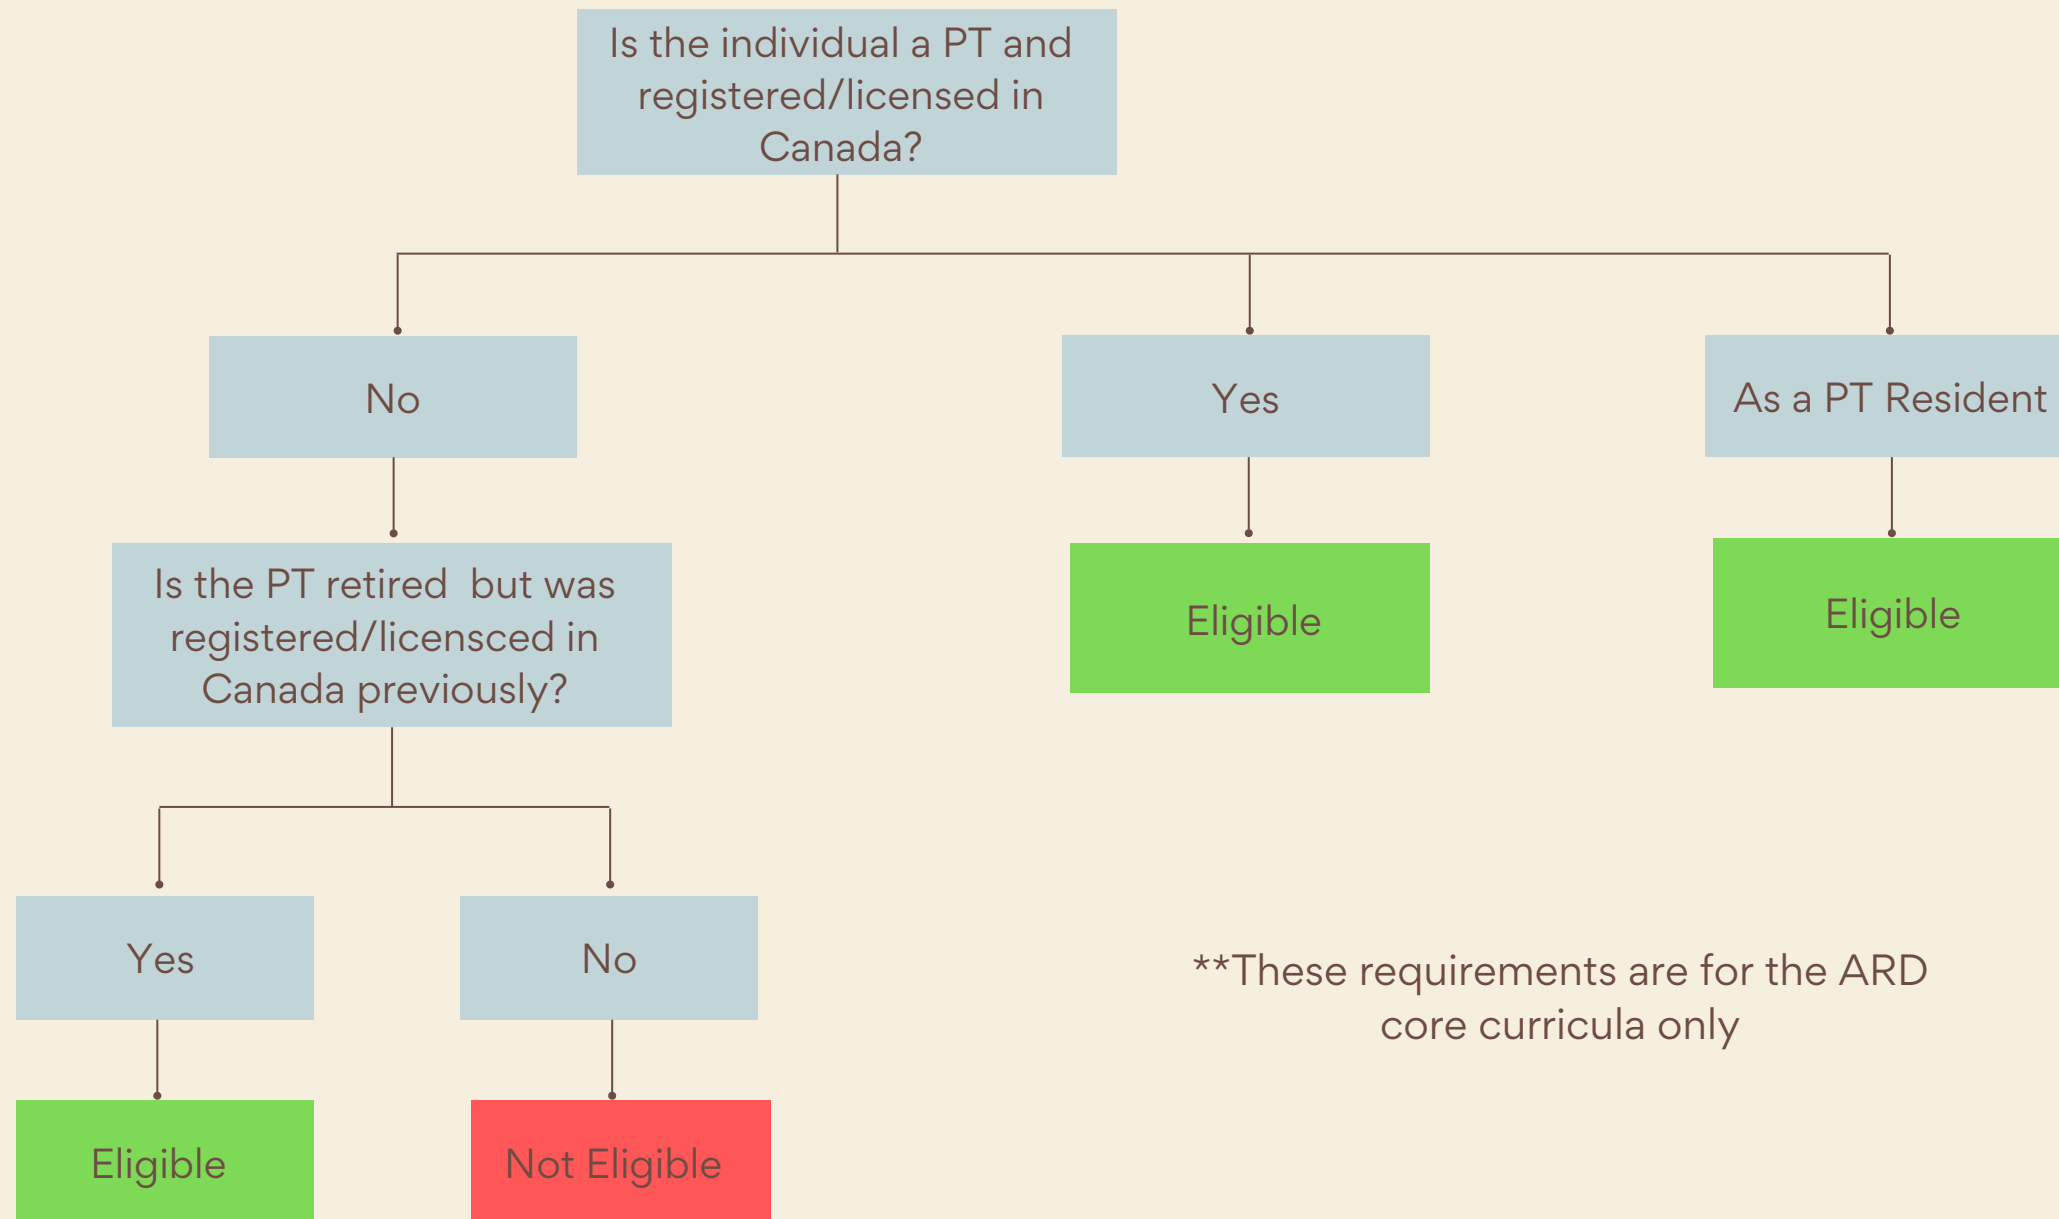 Is the individual a PT and
registered/licensed in
Canada?
No
Yes
As a PT Resident
Is the PT retired  but was
registered/licensced in
Canada previously?
Eligible
Eligible
Yes
No
**These requirements are for the ARD
core curricula only
Eligible
Not Eligible